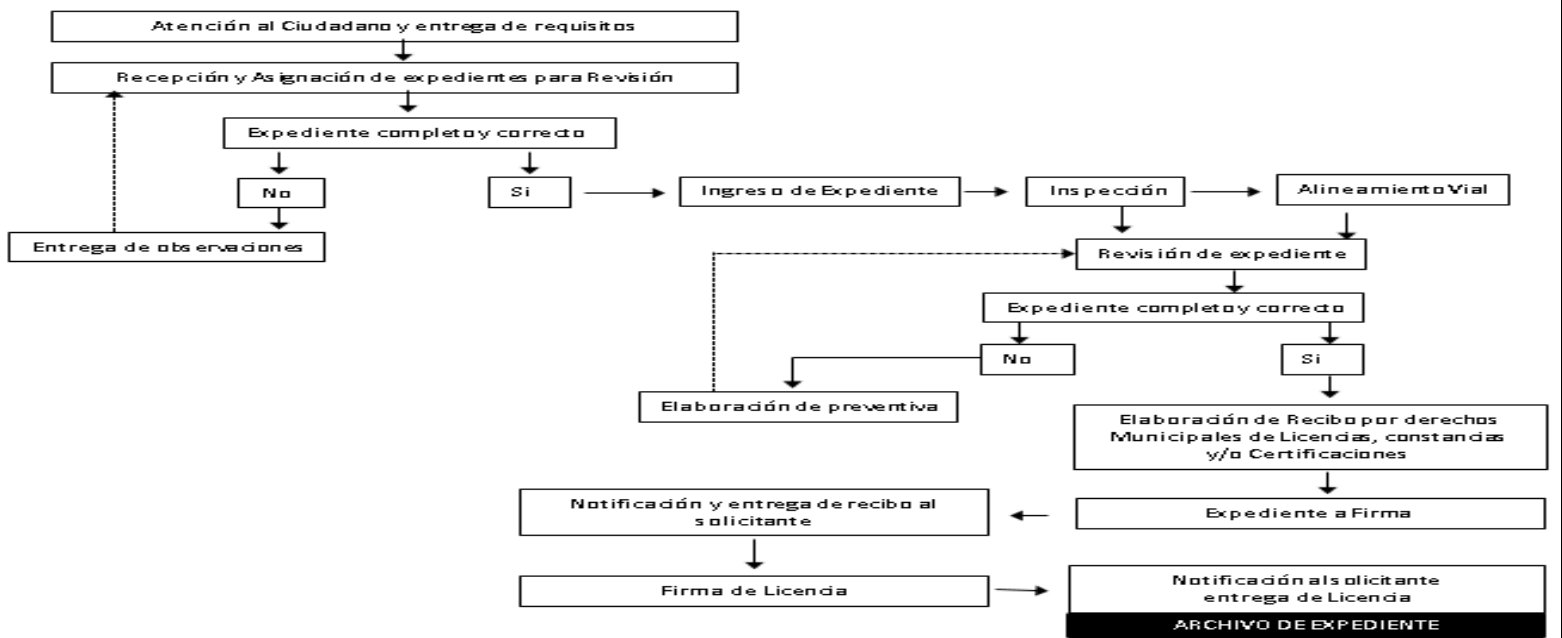 Atención al Ciudadano y entrega de requisitos
Recepción y Asignación de expedientes para Revisión
Expediente completo y correcto
No
Si
Ingreso de Expediente
Inspección
Alineamiento Vial
Entrega de observaciones
Revisión de expediente
Expediente completo y correcto
No
Si
Elaboración de preventiva
Elaboración de Recibo por derechos
Municipales de Licencias, constancias
y/o Certificaciones
Notificación y entrega de recibo al
solicitante
Expediente a Firma
Firma de Licencia
Notificación al solicitante
entrega de Licencia
ARCHIVO DE EXPEDIENTE